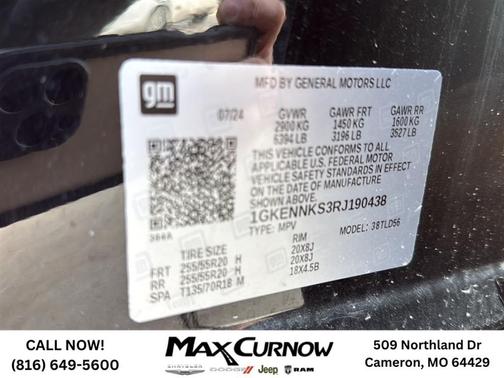 gm
MFD BY GENERAL MOTORS LLC
07/24 GVWR GAWR FRT GAWR RR
2900 KG 1450 KG 1600 KG
6394 LB 3196 LB 3527 LB
THIS VEHICLE CONFORMS TO ALL
APPLICABLE U.S. FEDERAL MOTOR
VEHICLE SAFETY STANDARDS IN EFFECT
ON THE DATE OF MANUFACTURE
1GKENNKS3RJ190438
TYPE: MPV MODEL: 38TLD56
TIRE SIZE RIM
FRT 255/55R20 H 20X8J
RR 255/55R20 H 20X8J
SPA T135/70R18 M 18X4.5B
CALL NOW!
(816) 649-5600
MAX CURNOW
CHRYSLER DODGE Jeep RAM
509 Northland Dr
Cameron, MO 64429